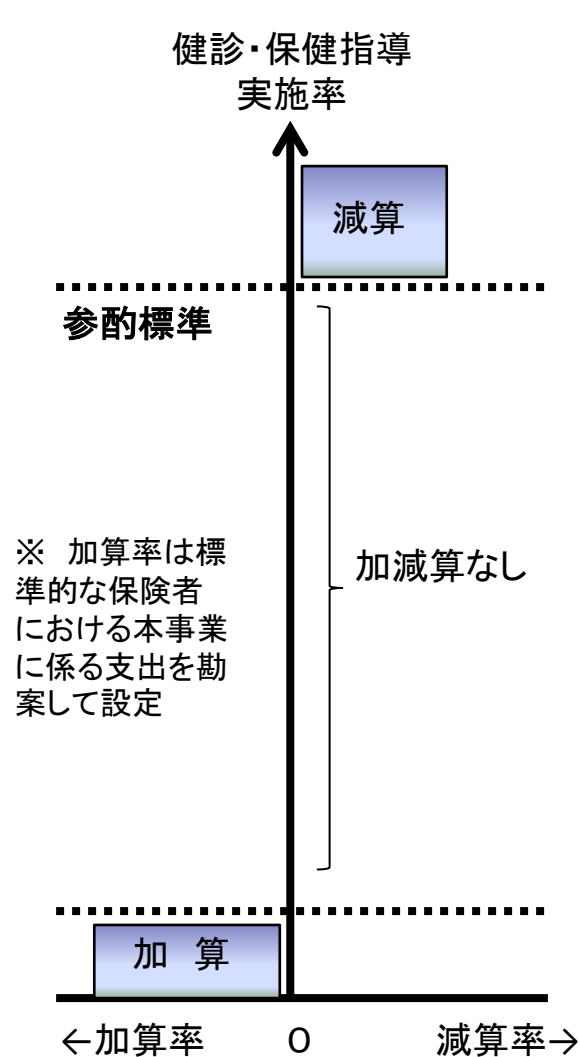 健診・保健指導
実施率
減算
参酌標準
※　加算率は標
準的な保険者
における本事業
に係る支出を勘
案して設定
加減算なし
加　算
←加算率　0　減算率→